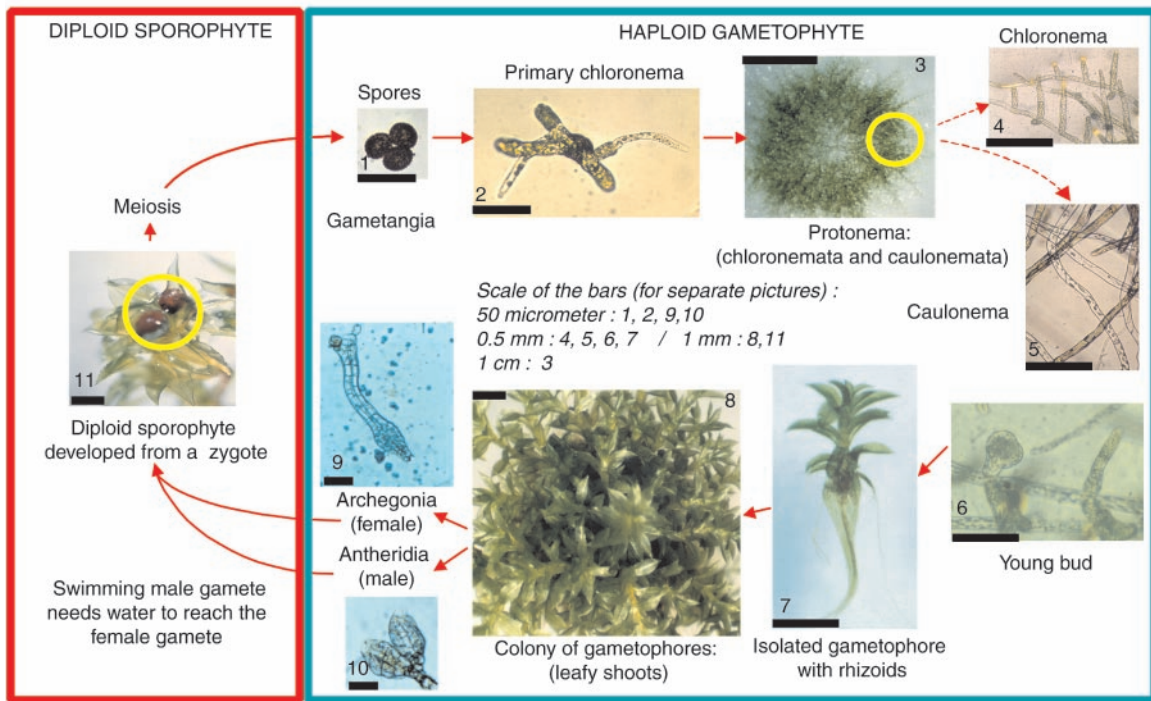 DIPLOID SPOROPHYTE
HAPLOID GAMETOPHYTE
Meiosis
11
Diploid sporophyte
developed from a zygote
Swimming male gamete
needs water to reach the
female gamete
Spores
1
Gametangia
Primary chloronema
2
3
Protonema:
(chloronemata and caulonemata)
Chloronema
4
Caulonema
5
Scale of the bars (for separate pictures) :
50 micrometer : 1, 2, 9,10
0.5 mm : 4, 5, 6, 7 / 1 mm : 8,11
1 cm : 3
9
Archegonia
(female)
Antheridia
(male)
10
8
Colony of gametophores:
(leafy shoots)
7
Isolated gametophore
with rhizoids
6
Young bud